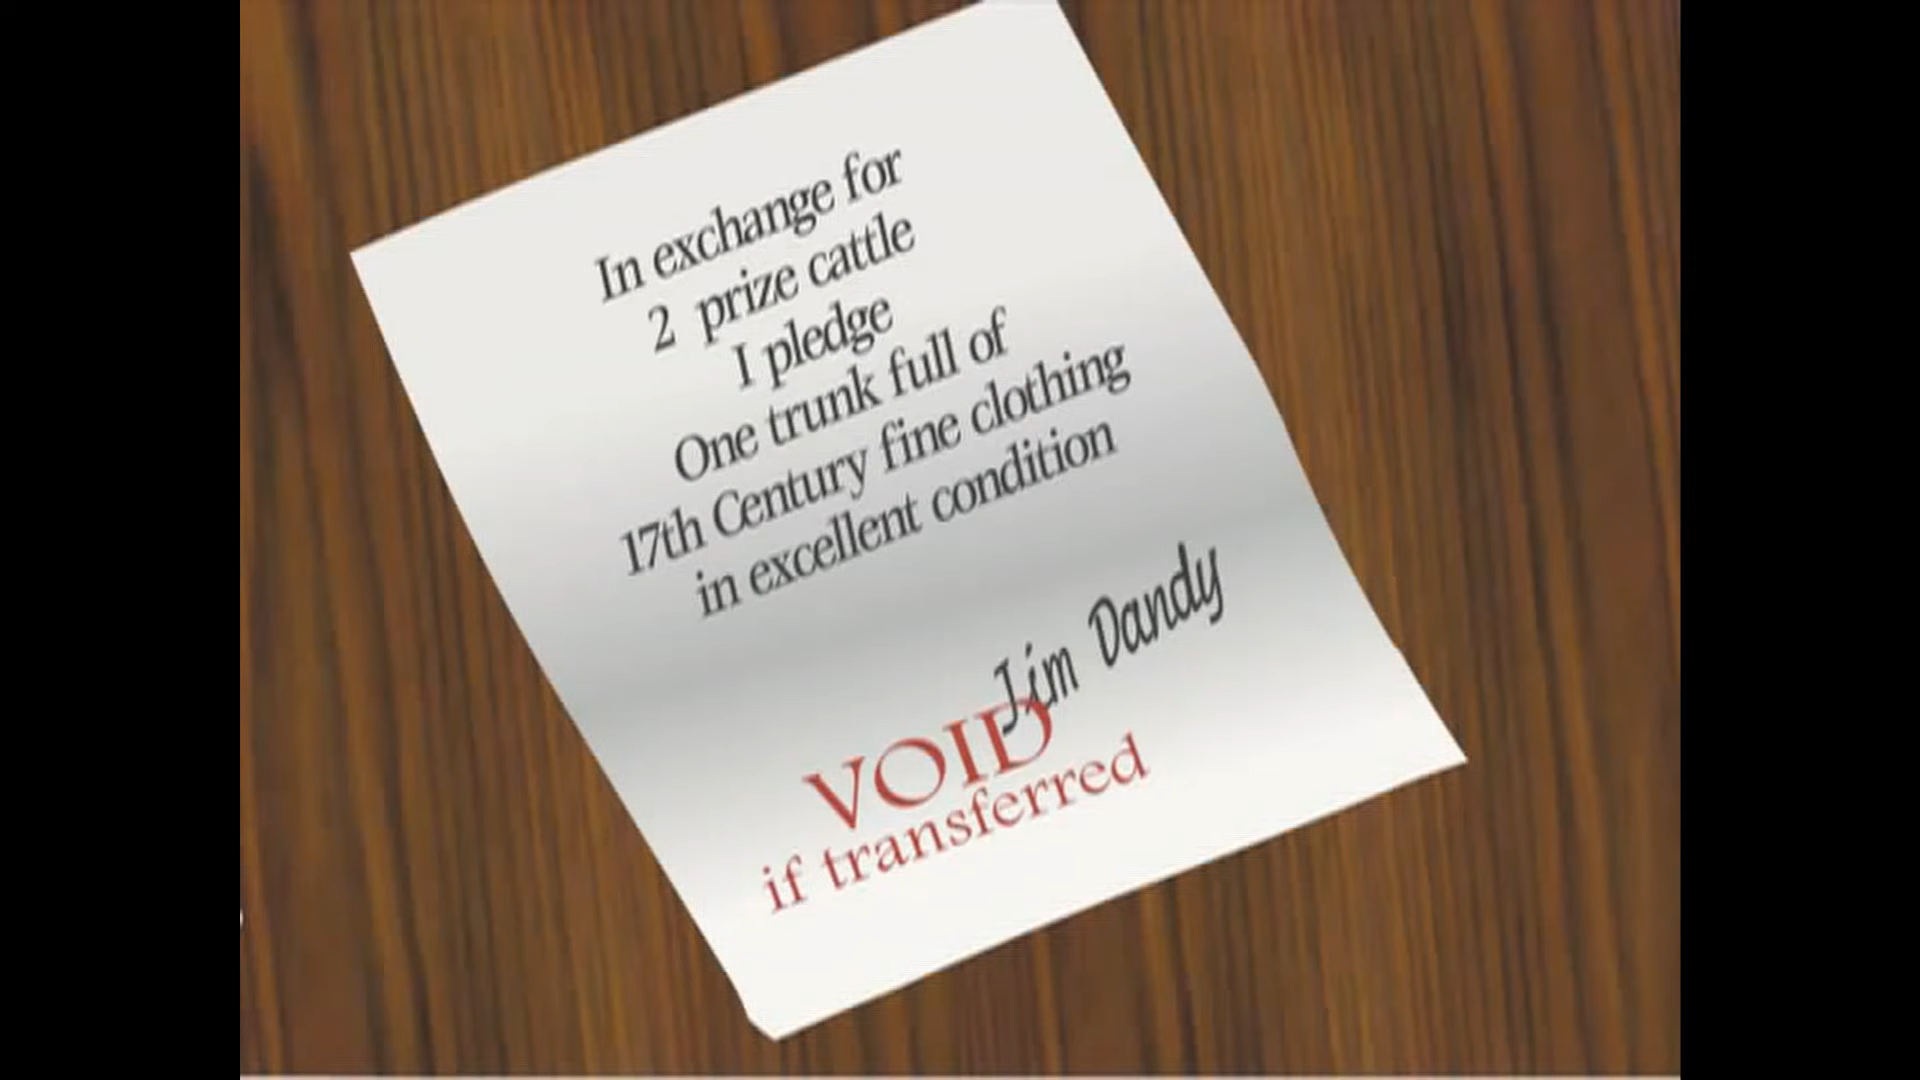 In exchange for
2 prize cattle
I pledge
One trunk full of
17th Century fine clothing
in excellent condition
Jim Dandy
VOID
if transferred